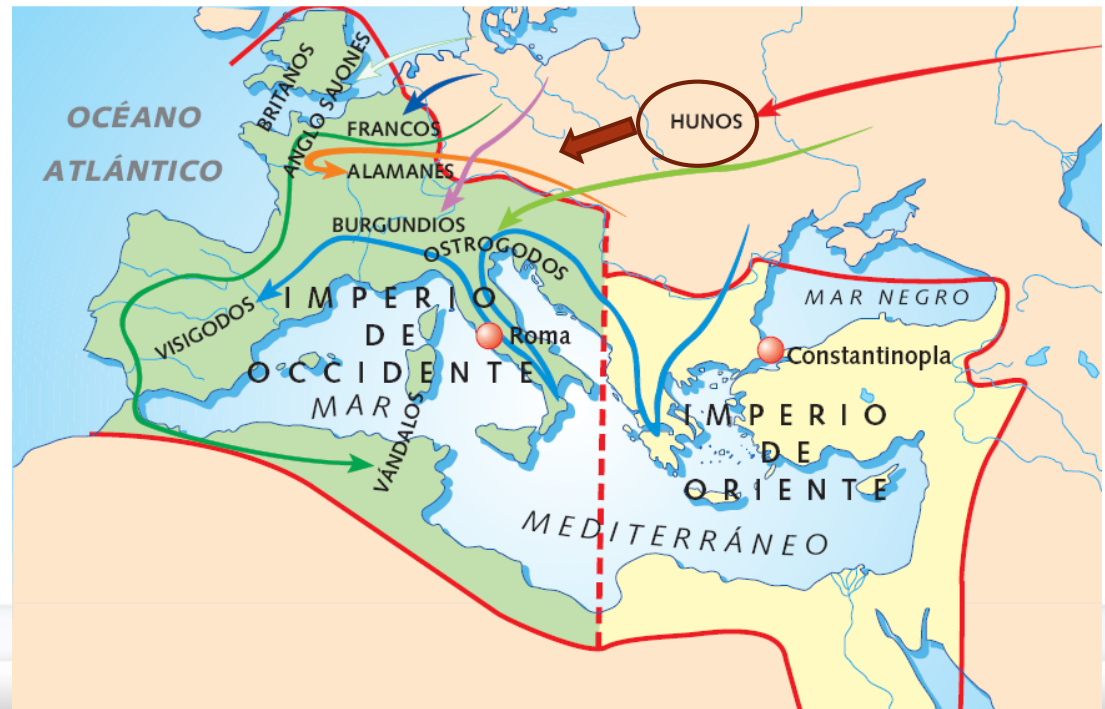 BRITANOS
ANGLO SAJONES
OCÉANO
ATLÁNTICO
HUNOS
FRANCOS
ALAMANES
BURGUNDIOS
OSTROGODOS
VISIGODOS
IMPERIO
DE
OCCIDENTE
Roma
MAR NEGRO
Constantinopla
MAR
VÁNDALOS
IMPERIO
DE
ORIENTE
MEDITERRÁNEO